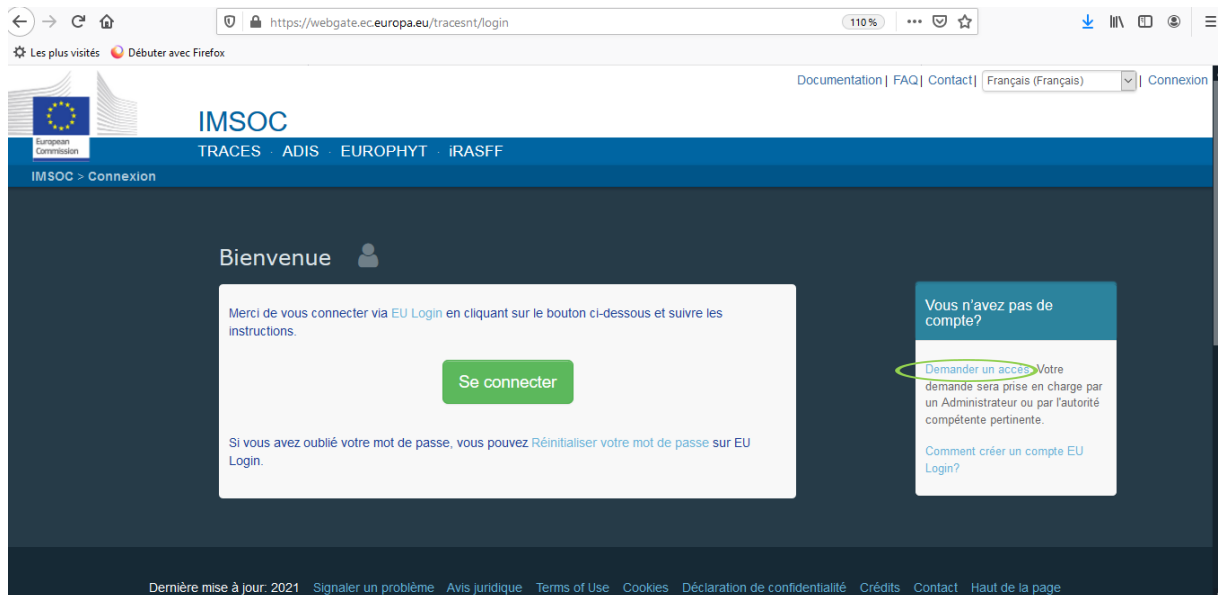 https://webgate.ec.europa.eu/tracesnt/login
110 %
Les plus visités
Débuter avec Firefox
Documentation | FAQ | Contact | Français (Français) | Connexion
European
Commission
IMSOC
TRACES · ADIS · EUROPHYT · iRASFF
IMSOC > Connexion
Bienvenue
Merci de vous connecter via EU Login en cliquant sur le bouton ci-dessous et suivre les
instructions.
Se connecter
Si vous avez oublié votre mot de passe, vous pouvez Réinitialiser votre mot de passe sur EU
Login.
Vous n'avez pas de
compte?
Demander un accès. Votre
demande sera prise en charge par
un Administrateur ou par l'autorité
compétente pertinente.
Comment créer un compte EU
Login?
Dernière mise à jour: 2021 Signaler un problème Avis juridique Terms of Use Cookies Déclaration de confidentialité Crédits Contact Haut de la page